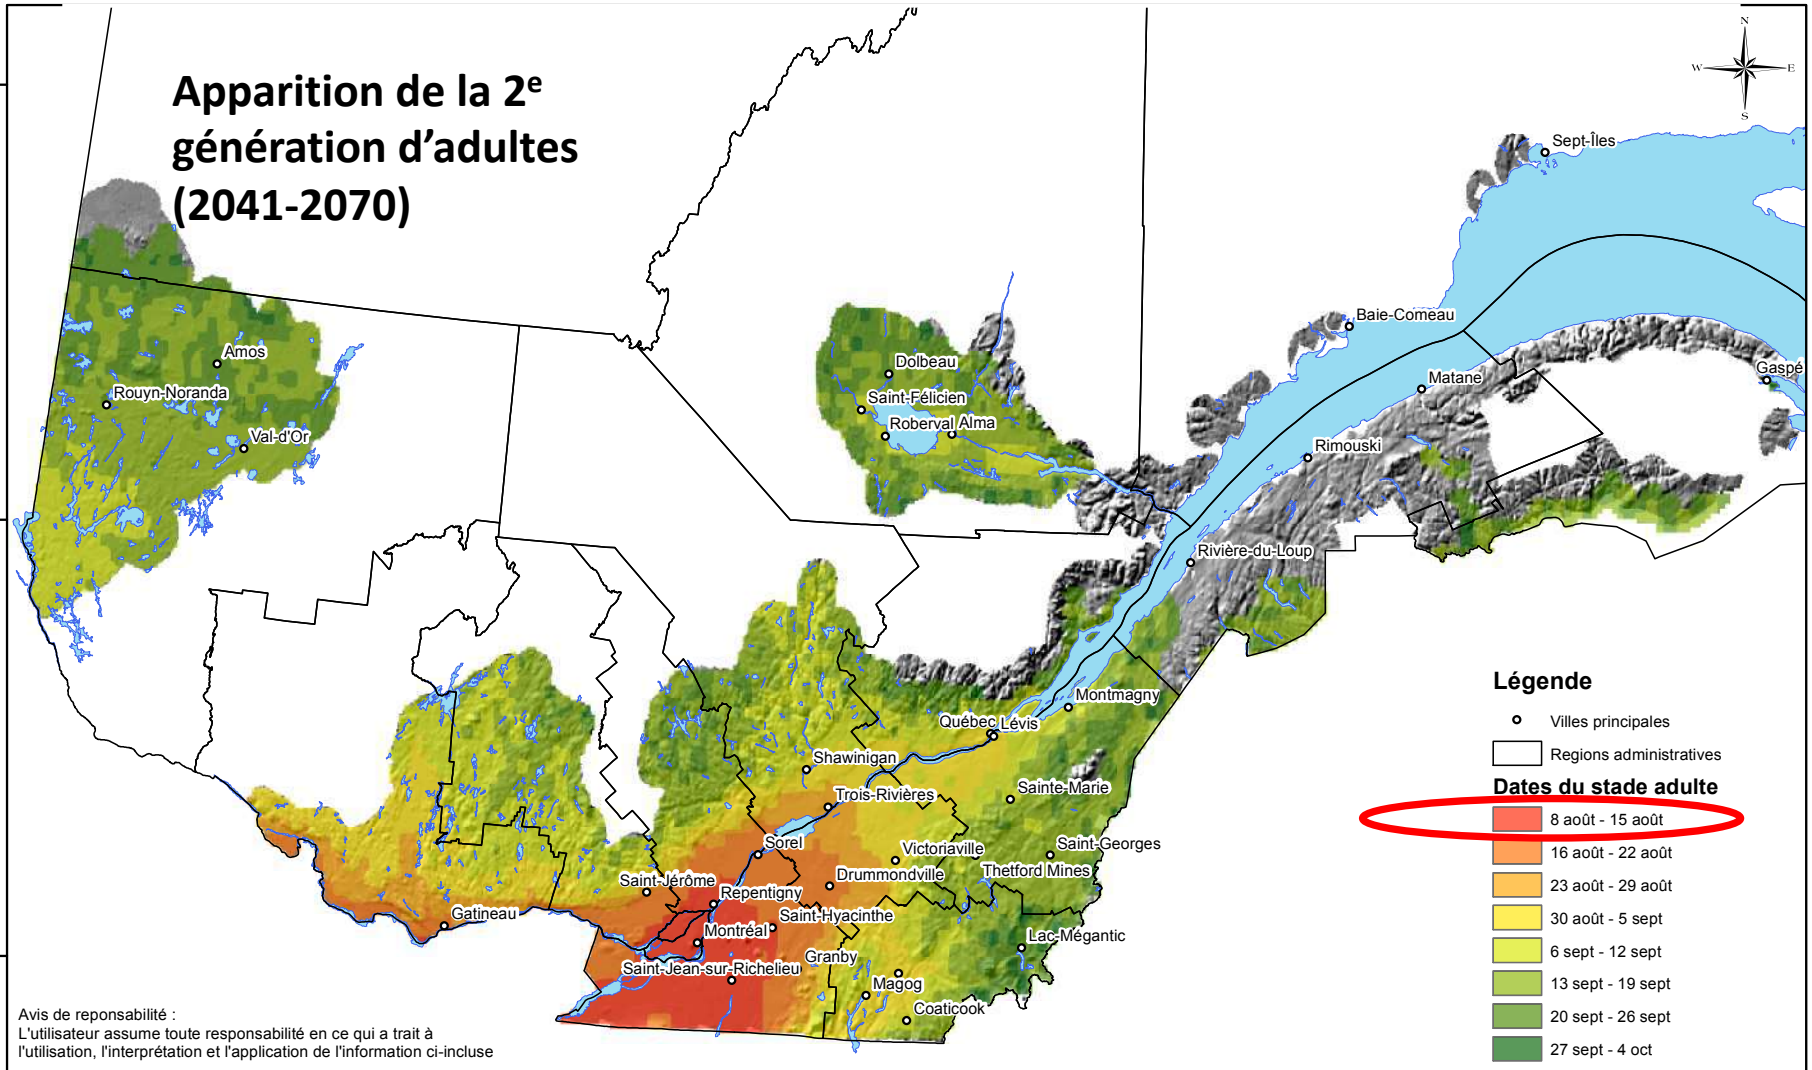 Apparition de la 2e
génération d’adultes
(2041-2070)
N
W
E
S
Sept-Îles
Baie-Comeau
Gaspé
Matane
Amos
Dolbeau
Rouyn-Noranda
Saint-Félicien
Roberval
Alma
Val-d'Or
Rimouski
Rivière-du-Loup
Montmagny
Québec
Lévis
Shawinigan
Trois-Rivières
Sainte-Marie
Sorel
Victoriaville
Saint-Georges
Thetford Mines
Drummondville
Saint-Jérôme
Repentigny
Saint-Hyacinthe
Gatineau
Montréal
Lac-Mégantic
Granby
Saint-Jean-sur-Richelieu
Magog
Coaticook
Légende
Villes principales
Regions administratives
Dates du stade adulte
8 août - 15 août
16 août - 22 août
23 août - 29 août
30 août - 5 sept
6 sept - 12 sept
13 sept - 19 sept
20 sept - 26 sept
27 sept - 4 oct
Avis de reponsabilité :
L'utilisateur assume toute responsabilité en ce qui a trait à
l'utilisation, l'interprétation et l'application de l'information ci-incluse